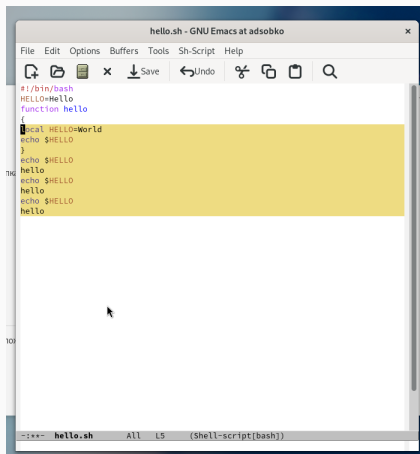 hello.sh - GNU Emacs at adsobko
File Edit Options Buffers Tools Sh-Script Help
Save Undo
#!/bin/bash
HELLO=Hello
function hello
{
local HELLO=World
echo $HELLO
}
echo $HELLO
hello
echo $HELLO
hello
echo $HELLO
hello
-:**- hello.sh All L5 (Shell-script[bash])